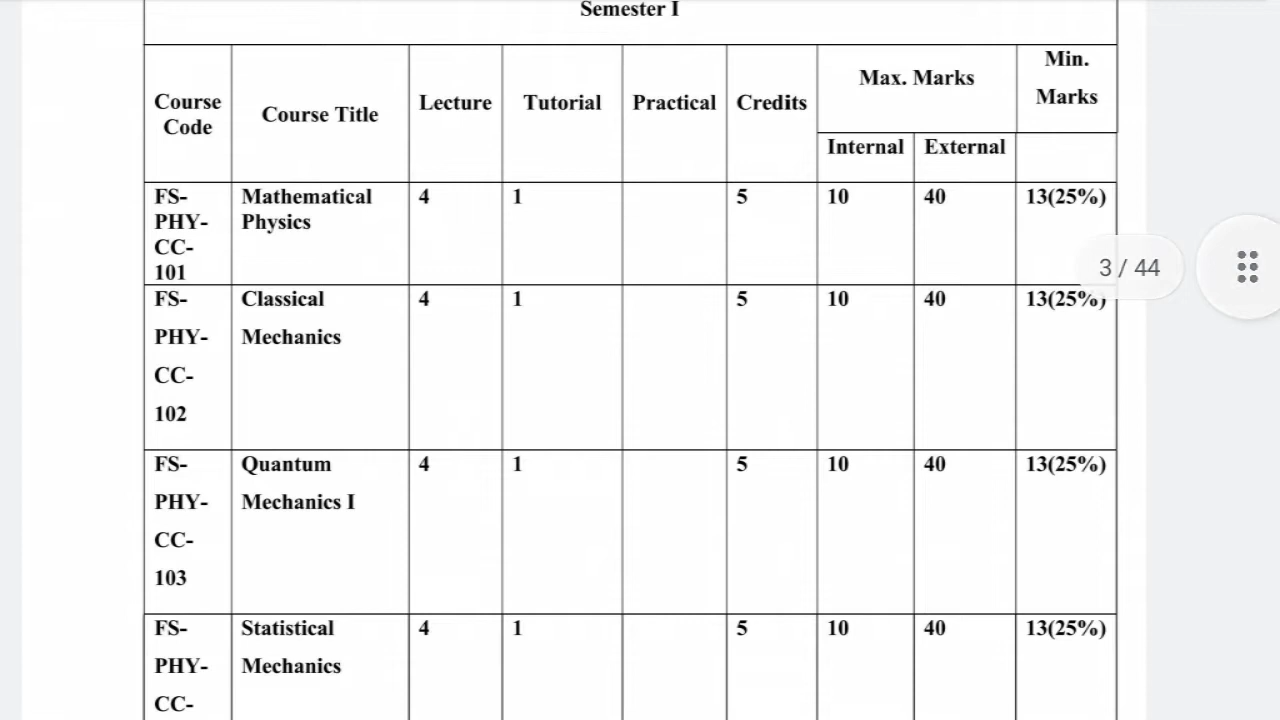 Semester I
Course Code
Course Title
Lecture
Tutorial
Practical
Credits
Max. Marks
Min. Marks
Internal
External
FS-PHY-CC-101
Mathematical Physics
4
1
5
10
40
13(25%)
FS-PHY-CC-102
Classical Mechanics
4
1
5
10
40
13(25%)
FS-PHY-CC-103
Quantum Mechanics I
4
1
5
10
40
13(25%)
FS-PHY-CC-
Statistical Mechanics
4
1
5
10
40
13(25%)
3 / 44